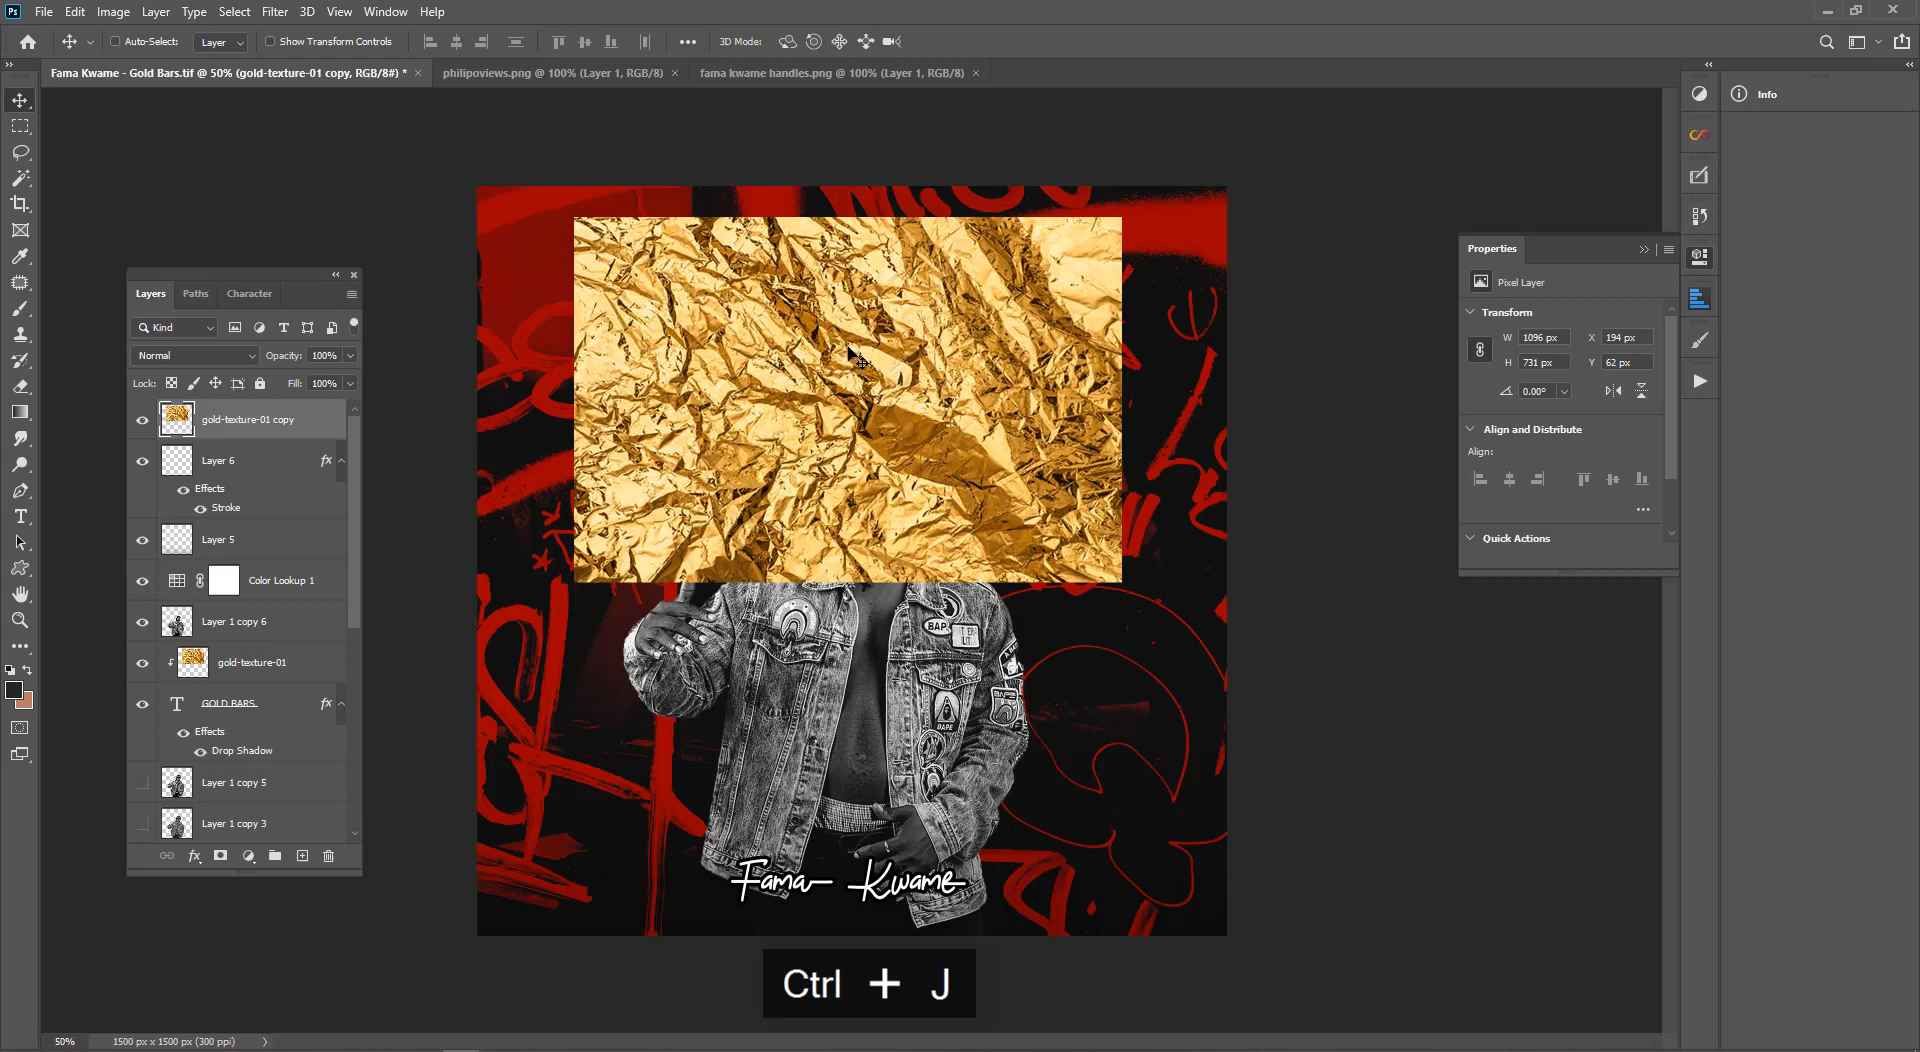 Ps File Edit Image Layer Type Select Filter 3D View Window Help
Auto-Select: Layer Show Transform Controls 3D Mode:
Fama Kwame - Gold Bars.tif @ 50% (gold-texture-01 copy, RGB/8#) * philipoviews.png @ 100% (Layer 1, RGB/8) fama kwame handles.png @ 100% (Layer 1, RGB/8)
Info
Properties
Pixel Layer
Transform
W 1096 px X 194 px
H 731 px Y 62 px
0.00°
Align and Distribute
Align:
Quick Actions
Layers Paths Character
Kind
Normal Opacity: 100%
Lock: Fill: 100%
gold-texture-01 copy
Layer 6 fx
Effects
Stroke
Layer 5
Color Lookup 1
Layer 1 copy 6
gold-texture-01
T GOLD BARS fx
Effects
Drop Shadow
Layer 1 copy 5
Layer 1 copy 3
fx
BAPE
Fama Kwame
Ctrl + J
50% 1500 px x 1500 px (300 ppi)